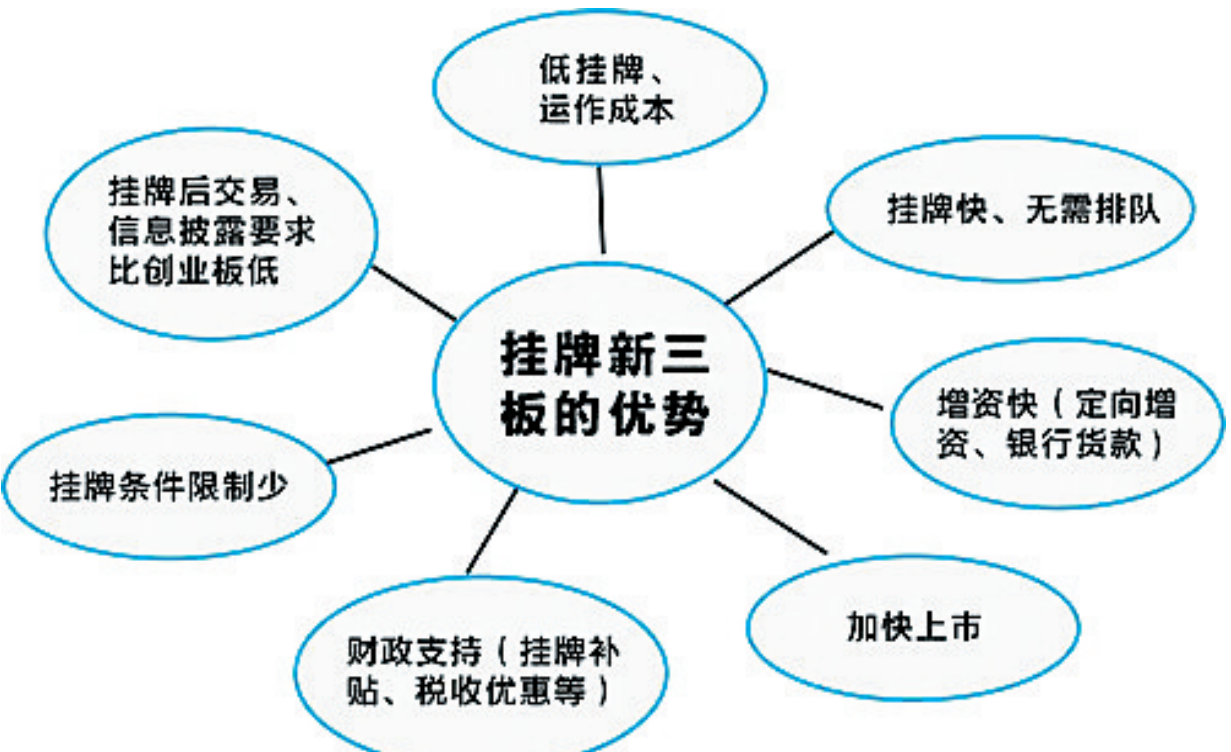 低挂牌、
运作成本
挂牌后交易、
信息披露要求
比创业板低
挂牌快、无需排队
挂牌新三
板的优势
增资快（定向增
资、银行货款）
挂牌条件限制少
加快上市
财政支持（挂牌补
贴、税收优惠等）